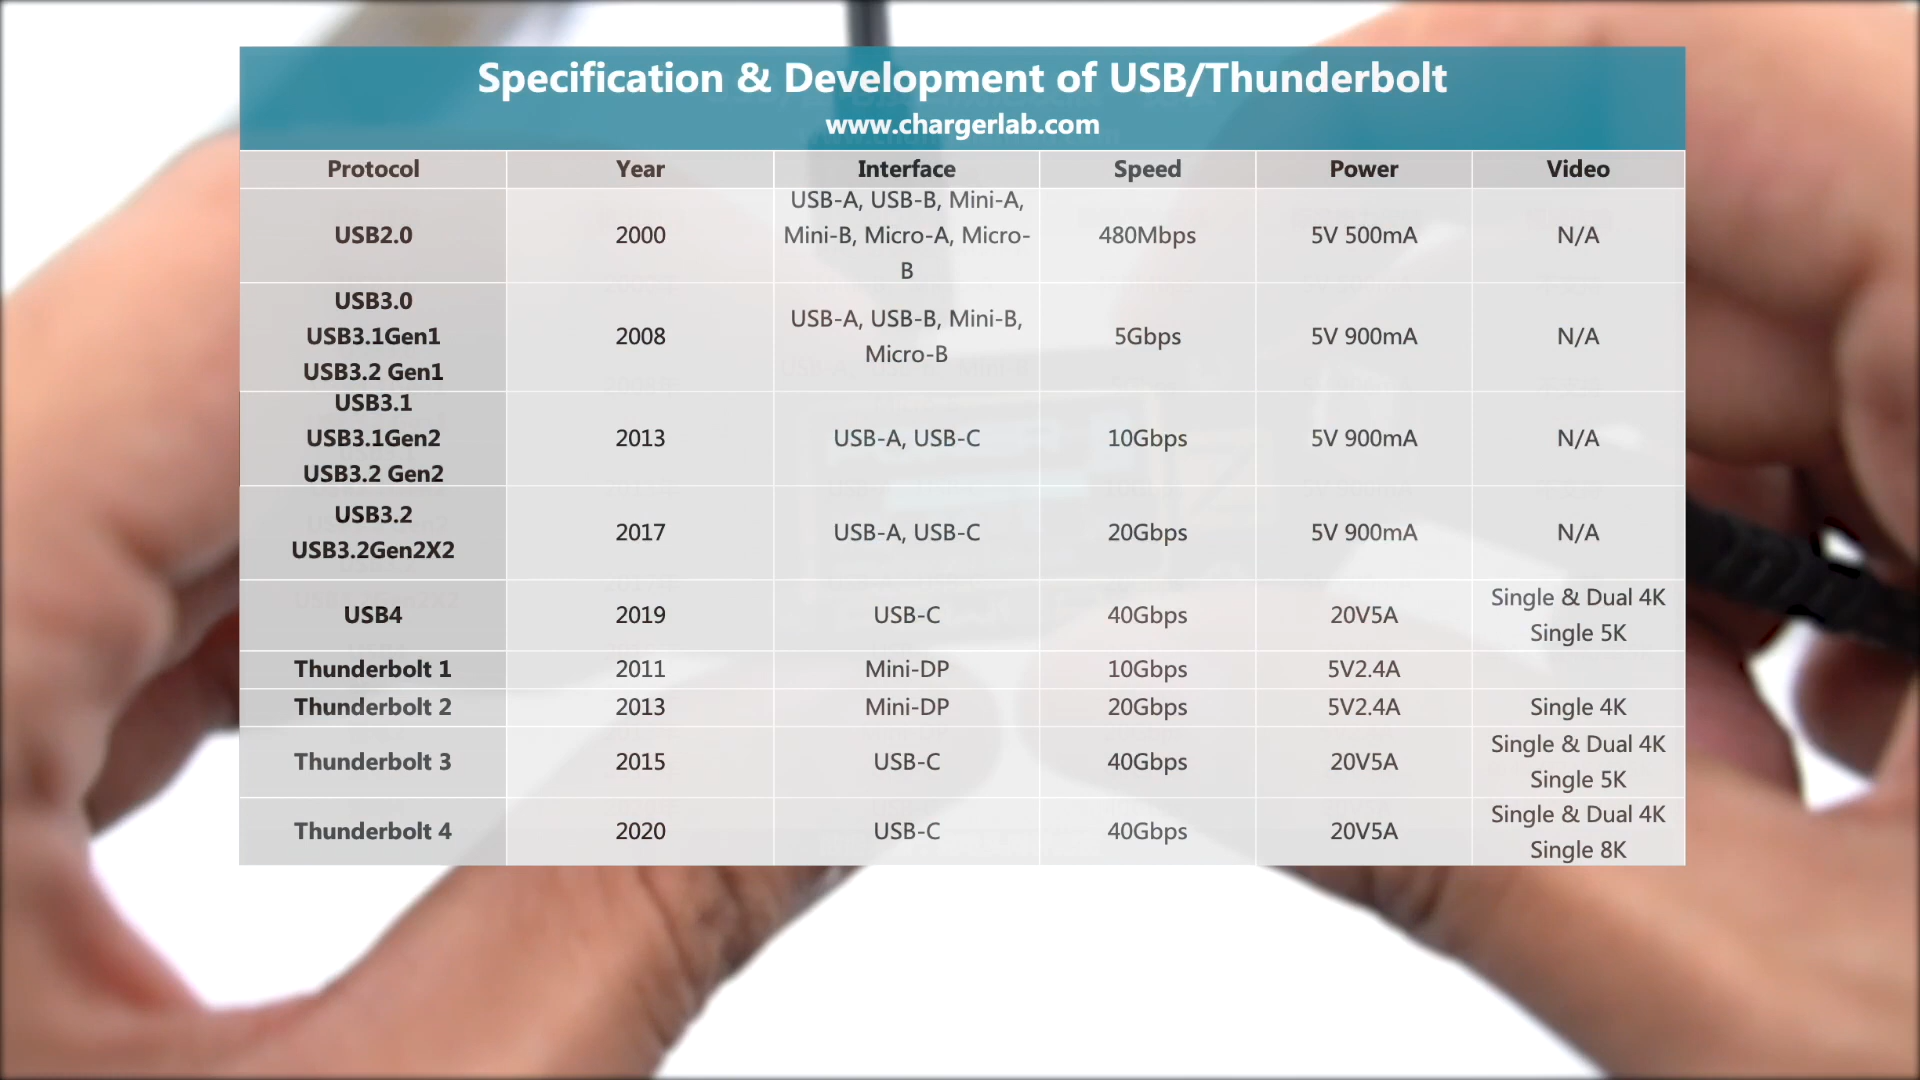 Specification & Development of USB/Thunderbolt
www.chargerlab.com
Protocol Year Interface Speed Power Video
USB2.0 2000 USB-A, USB-B, Mini-A, Mini-B, Micro-A, Micro-B 480Mbps 5V 500mA N/A
USB3.0
USB3.1Gen1
USB3.2 Gen1
2008
USB-A, USB-B, Mini-B,
Micro-B
5Gbps
5V 900mA
N/A
USB3.1
USB3.1Gen2
USB3.2 Gen2
2013
USB-A, USB-C
10Gbps
5V 900mA
N/A
USB3.2
USB3.2Gen2X2
2017
USB-A, USB-C
20Gbps
5V 900mA
N/A
USB4
2019
USB-C
40Gbps
20V5A
Single & Dual 4K
Single 5K
Thunderbolt 1 2011 Mini-DP 10Gbps 5V2.4A
Thunderbolt 2 2013 Mini-DP 20Gbps 5V2.4A Single 4K
Thunderbolt 3
2015
USB-C
40Gbps
20V5A
Single & Dual 4K
Single 5K
Thunderbolt 4
2020
USB-C
40Gbps
20V5A
Single & Dual 4K
Single 8K